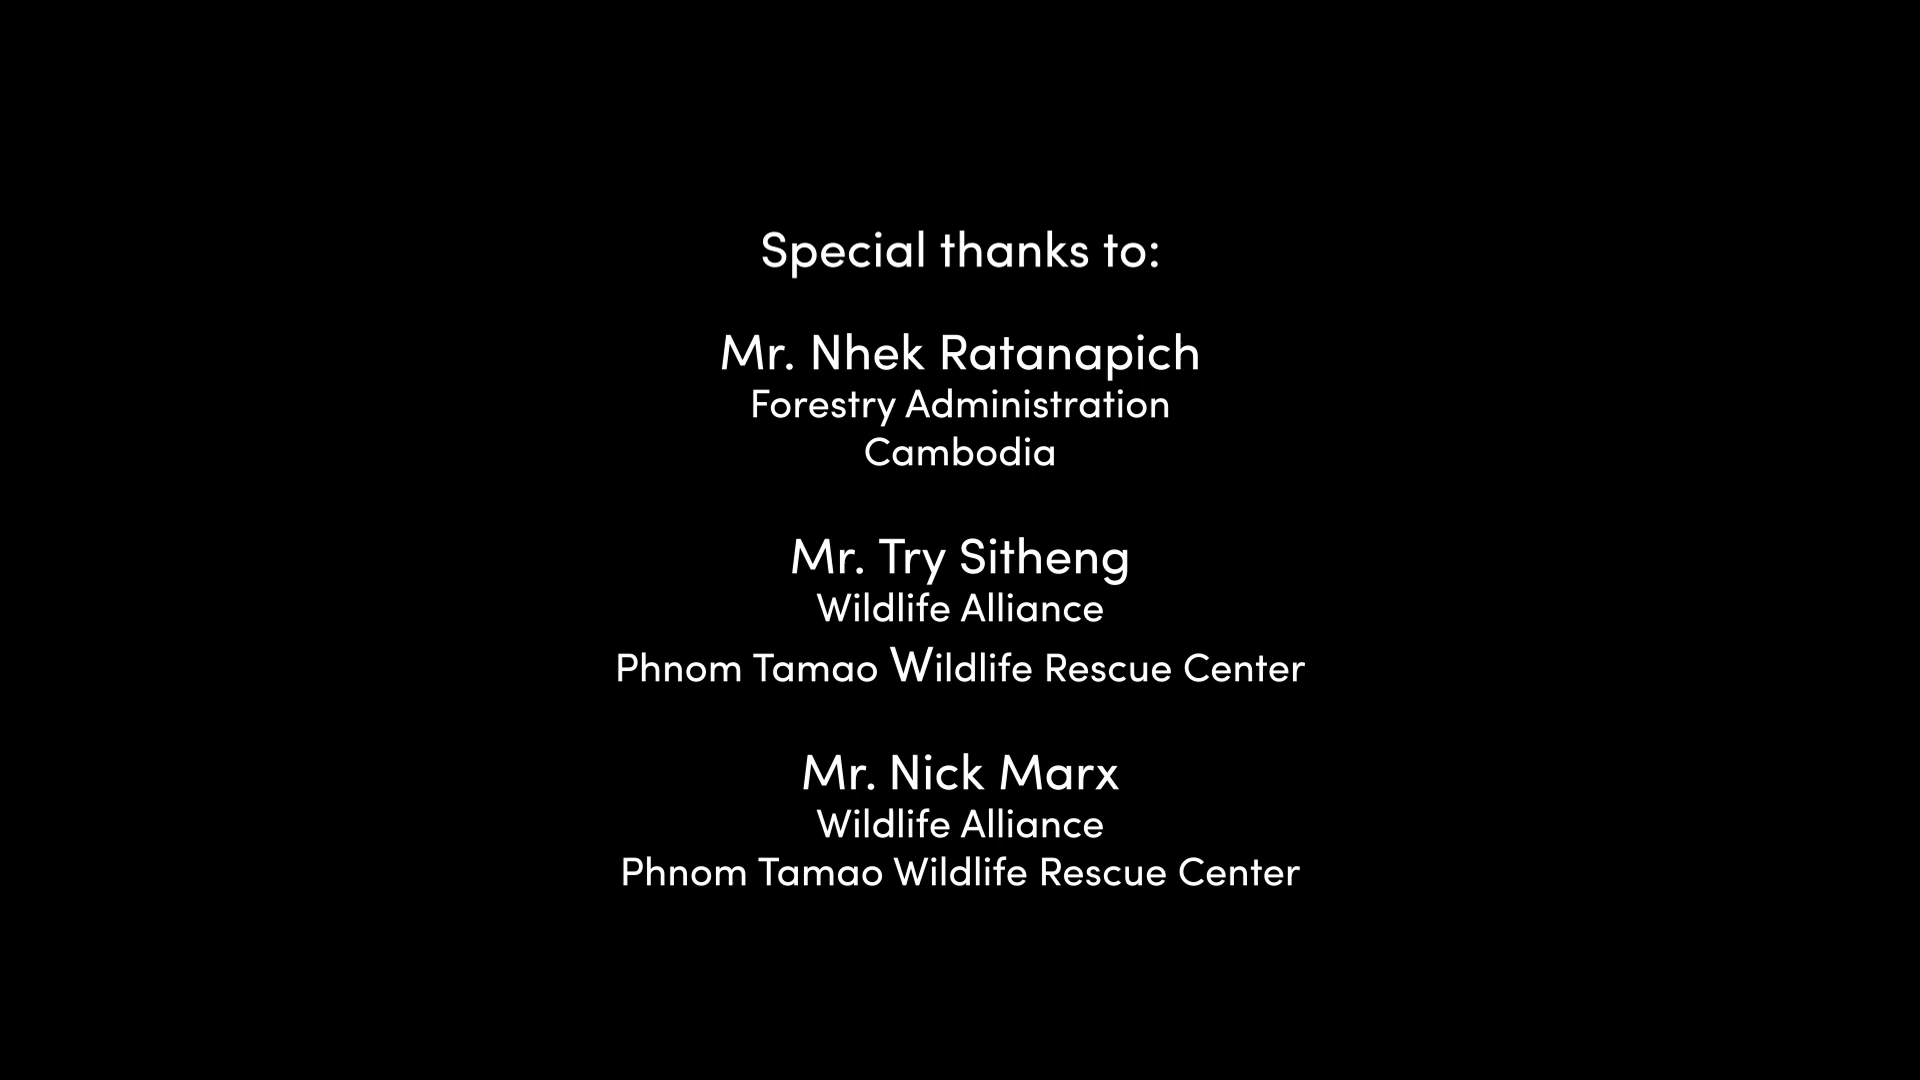 Special thanks to:
Mr. Nhek Ratanapich
Forestry Administration
Cambodia
Mr. Try Sitheng
Wildlife Alliance
Phnom Tamao Wildlife Rescue Center
Mr. Nick Marx
Wildlife Alliance
Phnom Tamao Wildlife Rescue Center